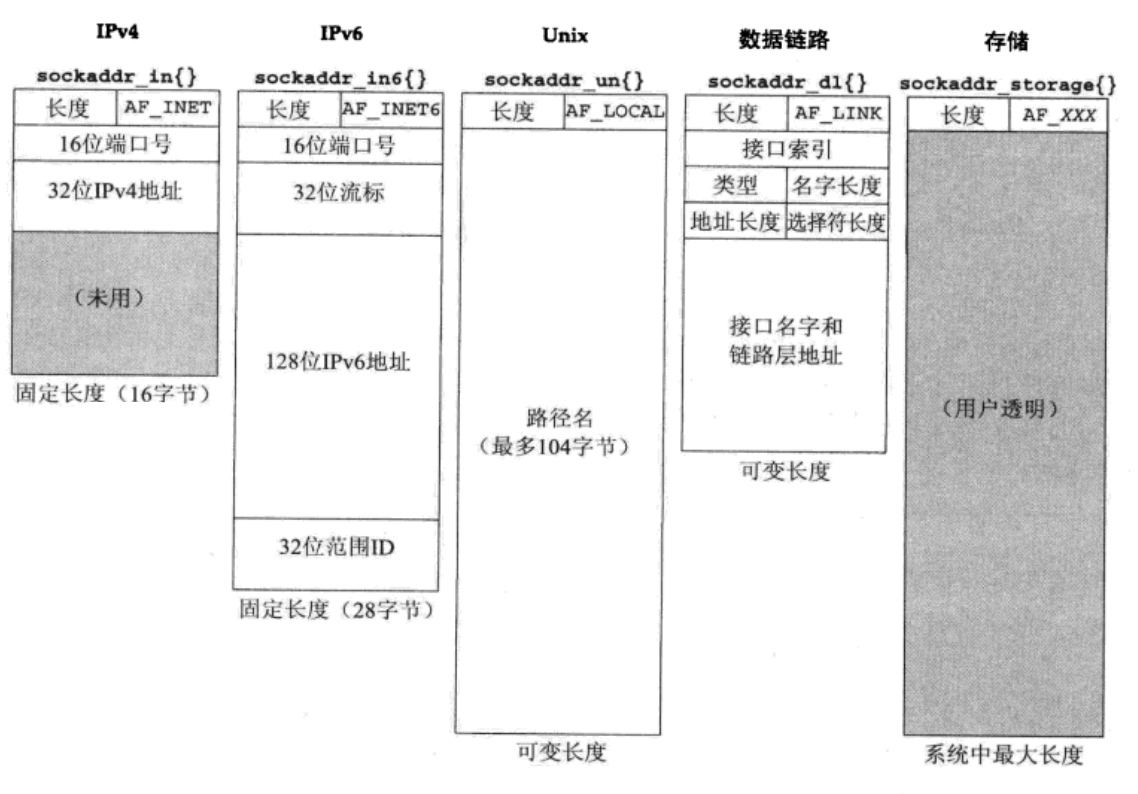 IPv4
IPv6
Unix
数据链路
存储
sockaddr_in{}
sockaddr_in6{}
sockaddr_un{}
sockaddr_dl{}
sockaddr_storage{}
长度
AF_INET
长度
AF_INET6
长度
AF_LOCAL
长度
AF_LINK
长度
AF_XXX
16位端口号
16位端口号
接口索引
32位IPv4地址
32位流标
类型
名字长度
地址长度
选择符长度
(未用)
128位IPv6地址
接口名字和
链路层地址
路径名
(最多104字节)
(用户透明)
固定长度(16字节)
可变长度
32位范围ID
固定长度(28字节)
可变长度
系统中最大长度